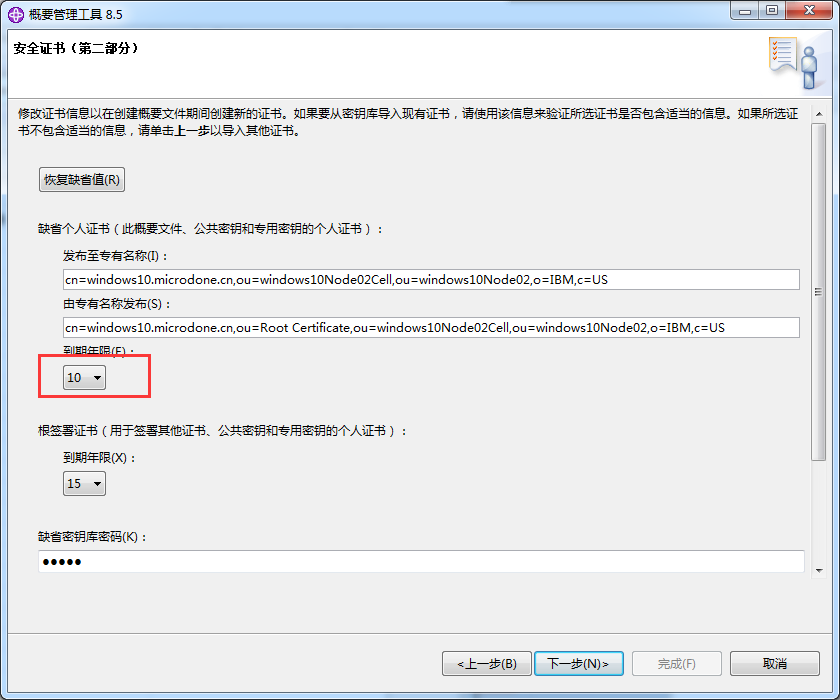 概要管理工具 8.5
安全证书（第二部分）
修改证书信息以在创建概要文件期间创建新的证书。如果要从密钥库导入现有证书，请使用该信息来验证所选证书是否包含适当的信息。如果所选证
书不包含适当的信息，请单击上一步以导入其他证书。
恢复缺省值(R)
缺省个人证书（此概要文件、公共密钥和专用密钥的个人证书）：
发布至专有名称(I)：
cn=windows10.microdone.cn,ou=windows10Node02Cell,ou=windows10Node02,o=IBM,c=US
由专有名称发布(S)：
cn=windows10.microdone.cn,ou=Root Certificate,ou=windows10Node02Cell,ou=windows10Node02,o=IBM,c=US
到期年限(E)：
10
根签署证书（用于签署其他证书、公共密钥和专用密钥的个人证书）：
到期年限(X)：
15
缺省密钥库密码(K)：
●●●●●
<上一步(B)
下一步(N)>
完成(F)
取消